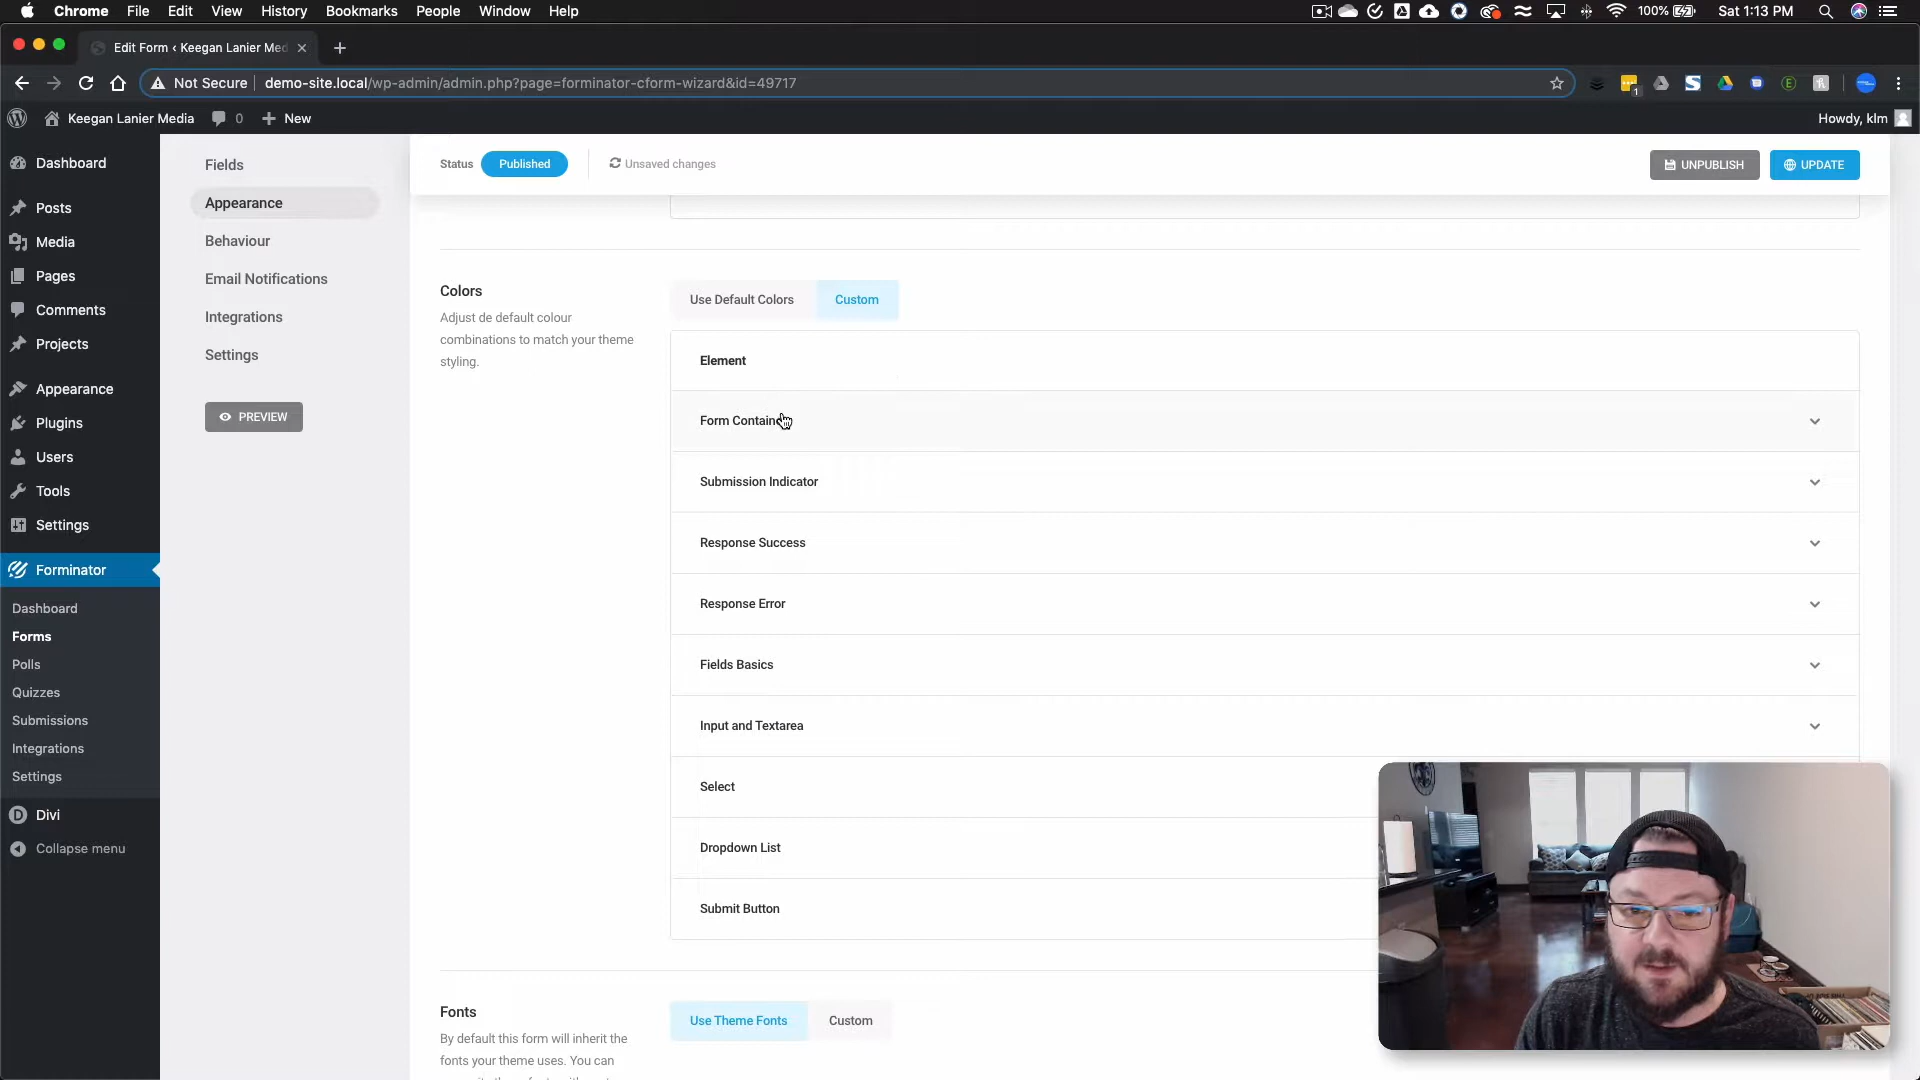 Chrome File Edit View History Bookmarks People Window Help 100% Sat 1:13 PM
Edit Form ‹ Keegan Lanier Med
Not Secure demo-site.local/wp-admin/admin.php?page=forminator-cform-wizard&id=49717
1
Keegan Lanier Media 0 New Howdy, klm
Dashboard
Posts
Media
Pages
Comments
Projects
Appearance
Plugins
Users
Tools
Settings
Forminator
Dashboard
Forms
Polls
Quizzes
Submissions
Integrations
Settings
Divi
Collapse menu
Fields
Appearance
Behaviour
Email Notifications
Integrations
Settings
PREVIEW
Status Published Unsaved changes UNPUBLISH UPDATE
Colors
Adjust de default colour
combinations to match your theme
styling.
Use Default Colors Custom
Element
Form Contain
Submission Indicator
Response Success
Response Error
Fields Basics
Input and Textarea
Select
Dropdown List
Submit Button
Fonts
By default this form will inherit the
fonts your theme uses. You can
Use Theme Fonts Custom